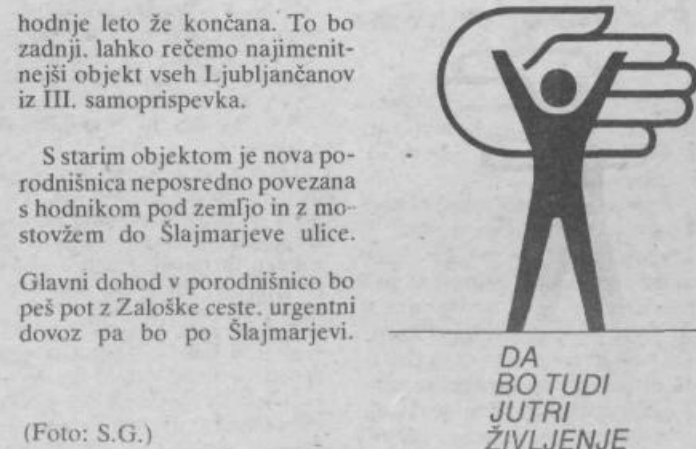 hodnje leto že končana. To bo
zadnji. lahko rečemo najimenit-
nejši objekt vseh Ljubljančanov
iz III. samoprispevka.
S starim objektom je nova po-
rodnišnica neposredno povezana
s hodnikom pod zemljo in z mo-
stovžem do Šlajmarjeve ulice.
Glavni dohod v porodnišnico bo
peš pot z Zaloške ceste. urgentni
dovoz pa bo po Šlajmarjevi.
(Foto: S.G.)
DA
BO TUDI
JUTRI
ŽIVLJENJE